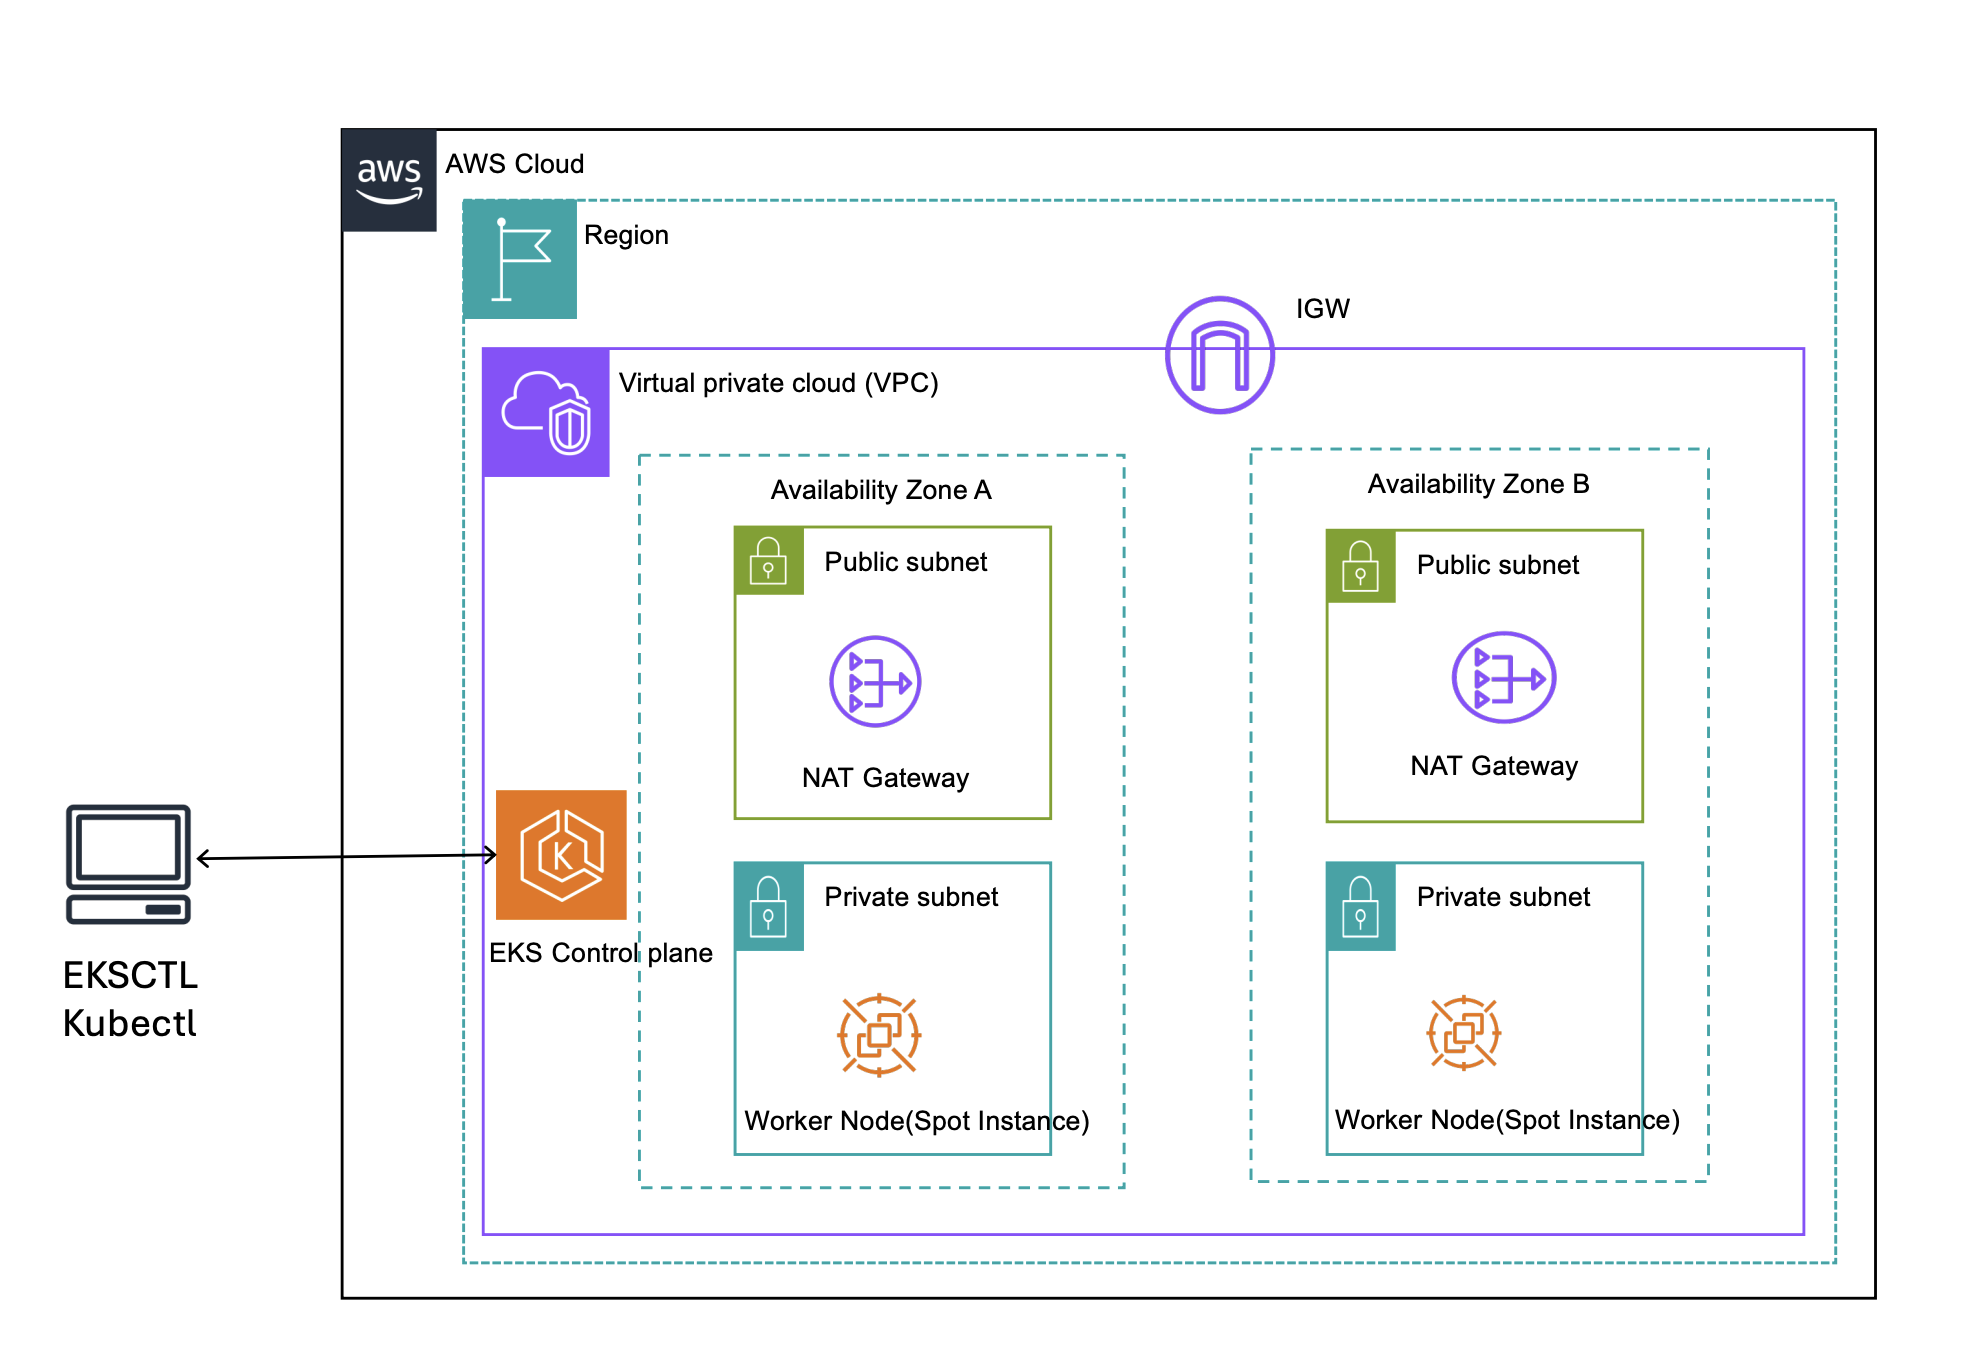 aws
AWS Cloud
Region
IGW
Virtual private cloud (VPC)
Availability Zone A
Public subnet
NAT Gateway
Private subnet
Worker Node(Spot Instance)
Availability Zone B
Public subnet
NAT Gateway
Private subnet
Worker Node(Spot Instance)
K
EKS Control plane
EKSCTL
Kubectl